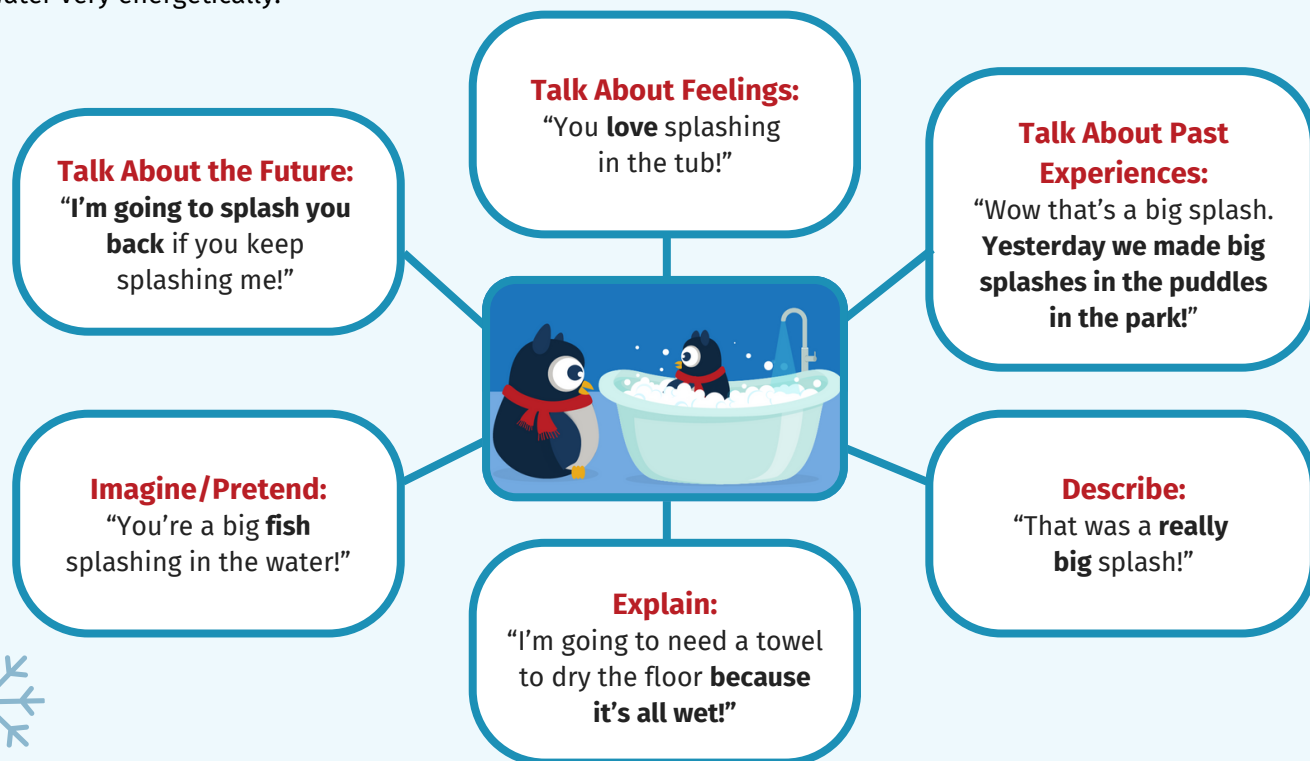 water very energetically.
Talk About Feelings:
“You love splashing
in the tub!”
Talk About the Future:
“I’m going to splash you
back if you keep
splashing me!”
Talk About Past
Experiences:
“Wow that’s a big splash.
Yesterday we made big
splashes in the puddles
in the park!”
Imagine/Pretend:
“You’re a big fish
splashing in the water!”
Describe:
“That was a really
big splash!”
Explain:
“I’m going to need a towel
to dry the floor because
it’s all wet!”